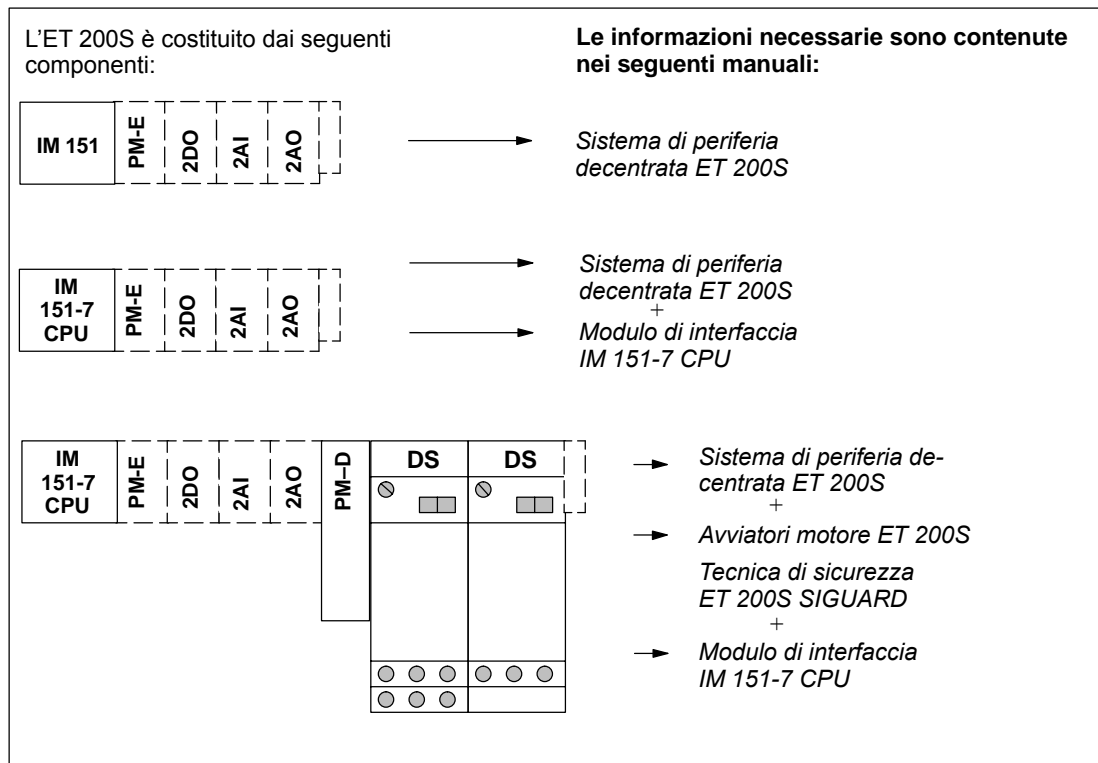 L'ET 200S è costituito dai seguenti
componenti:
Le informazioni necessarie sono contenute
nei seguenti manuali:
IM 151
PM-E
2DO
2AI
2AO
Sistema di periferia
decentrata ET 200S
IM
151-7
CPU
PM-E
2DO
2AI
2AO
Sistema di periferia
decentrata ET 200S
+
Modulo di interfaccia
IM 151-7 CPU
IM
151-7
CPU
PM-E
2DO
2AI
2AO
PM–D
DS
DS
Sistema di periferia de-
centrata ET 200S
+
Avviatori motore ET 200S
Tecnica di sicurezza
ET 200S SIGUARD
+
Modulo di interfaccia
IM 151-7 CPU